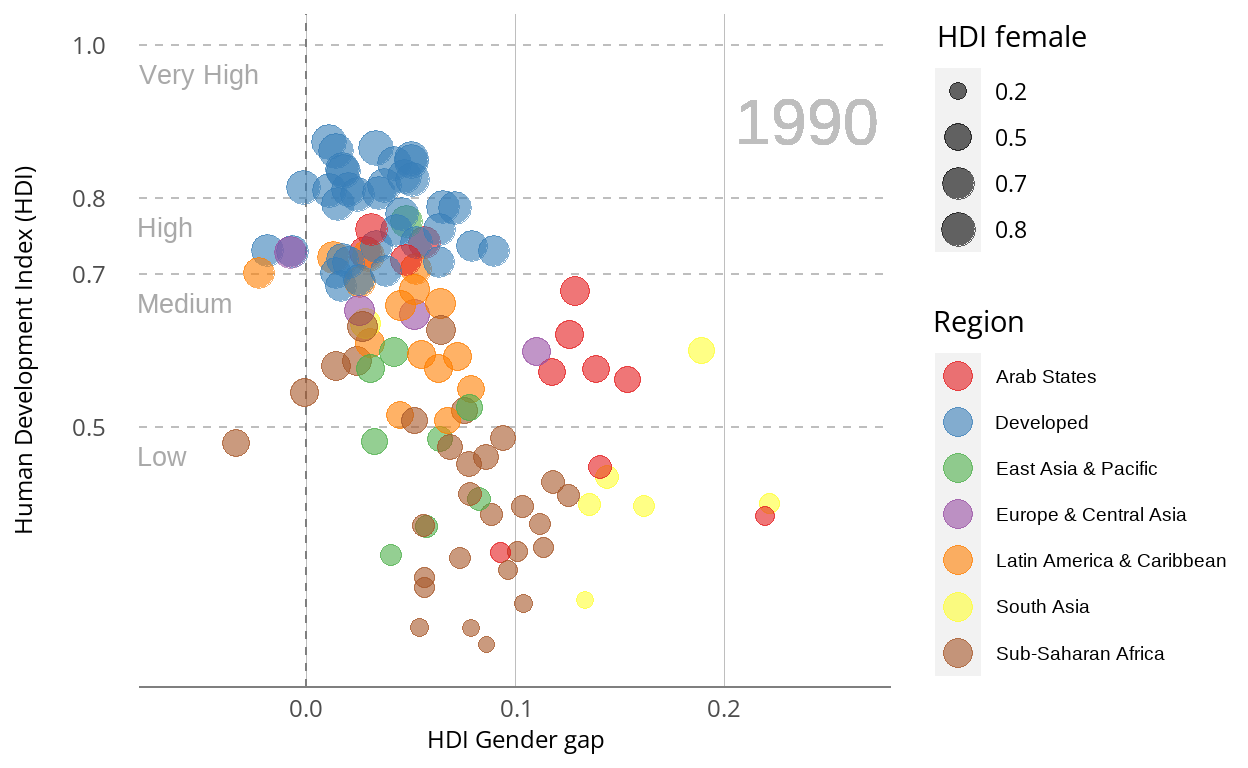 1.0
Very High
1990
0.8
High
0.7
Medium
0.5
Low
Human Development Index (HDI)
0.0
0.1
0.2
HDI Gender gap
HDI female
0.2
0.5
0.7
0.8
Region
Arab States
Developed
East Asia & Pacific
Europe & Central Asia
Latin America & Caribbean
South Asia
Sub-Saharan Africa